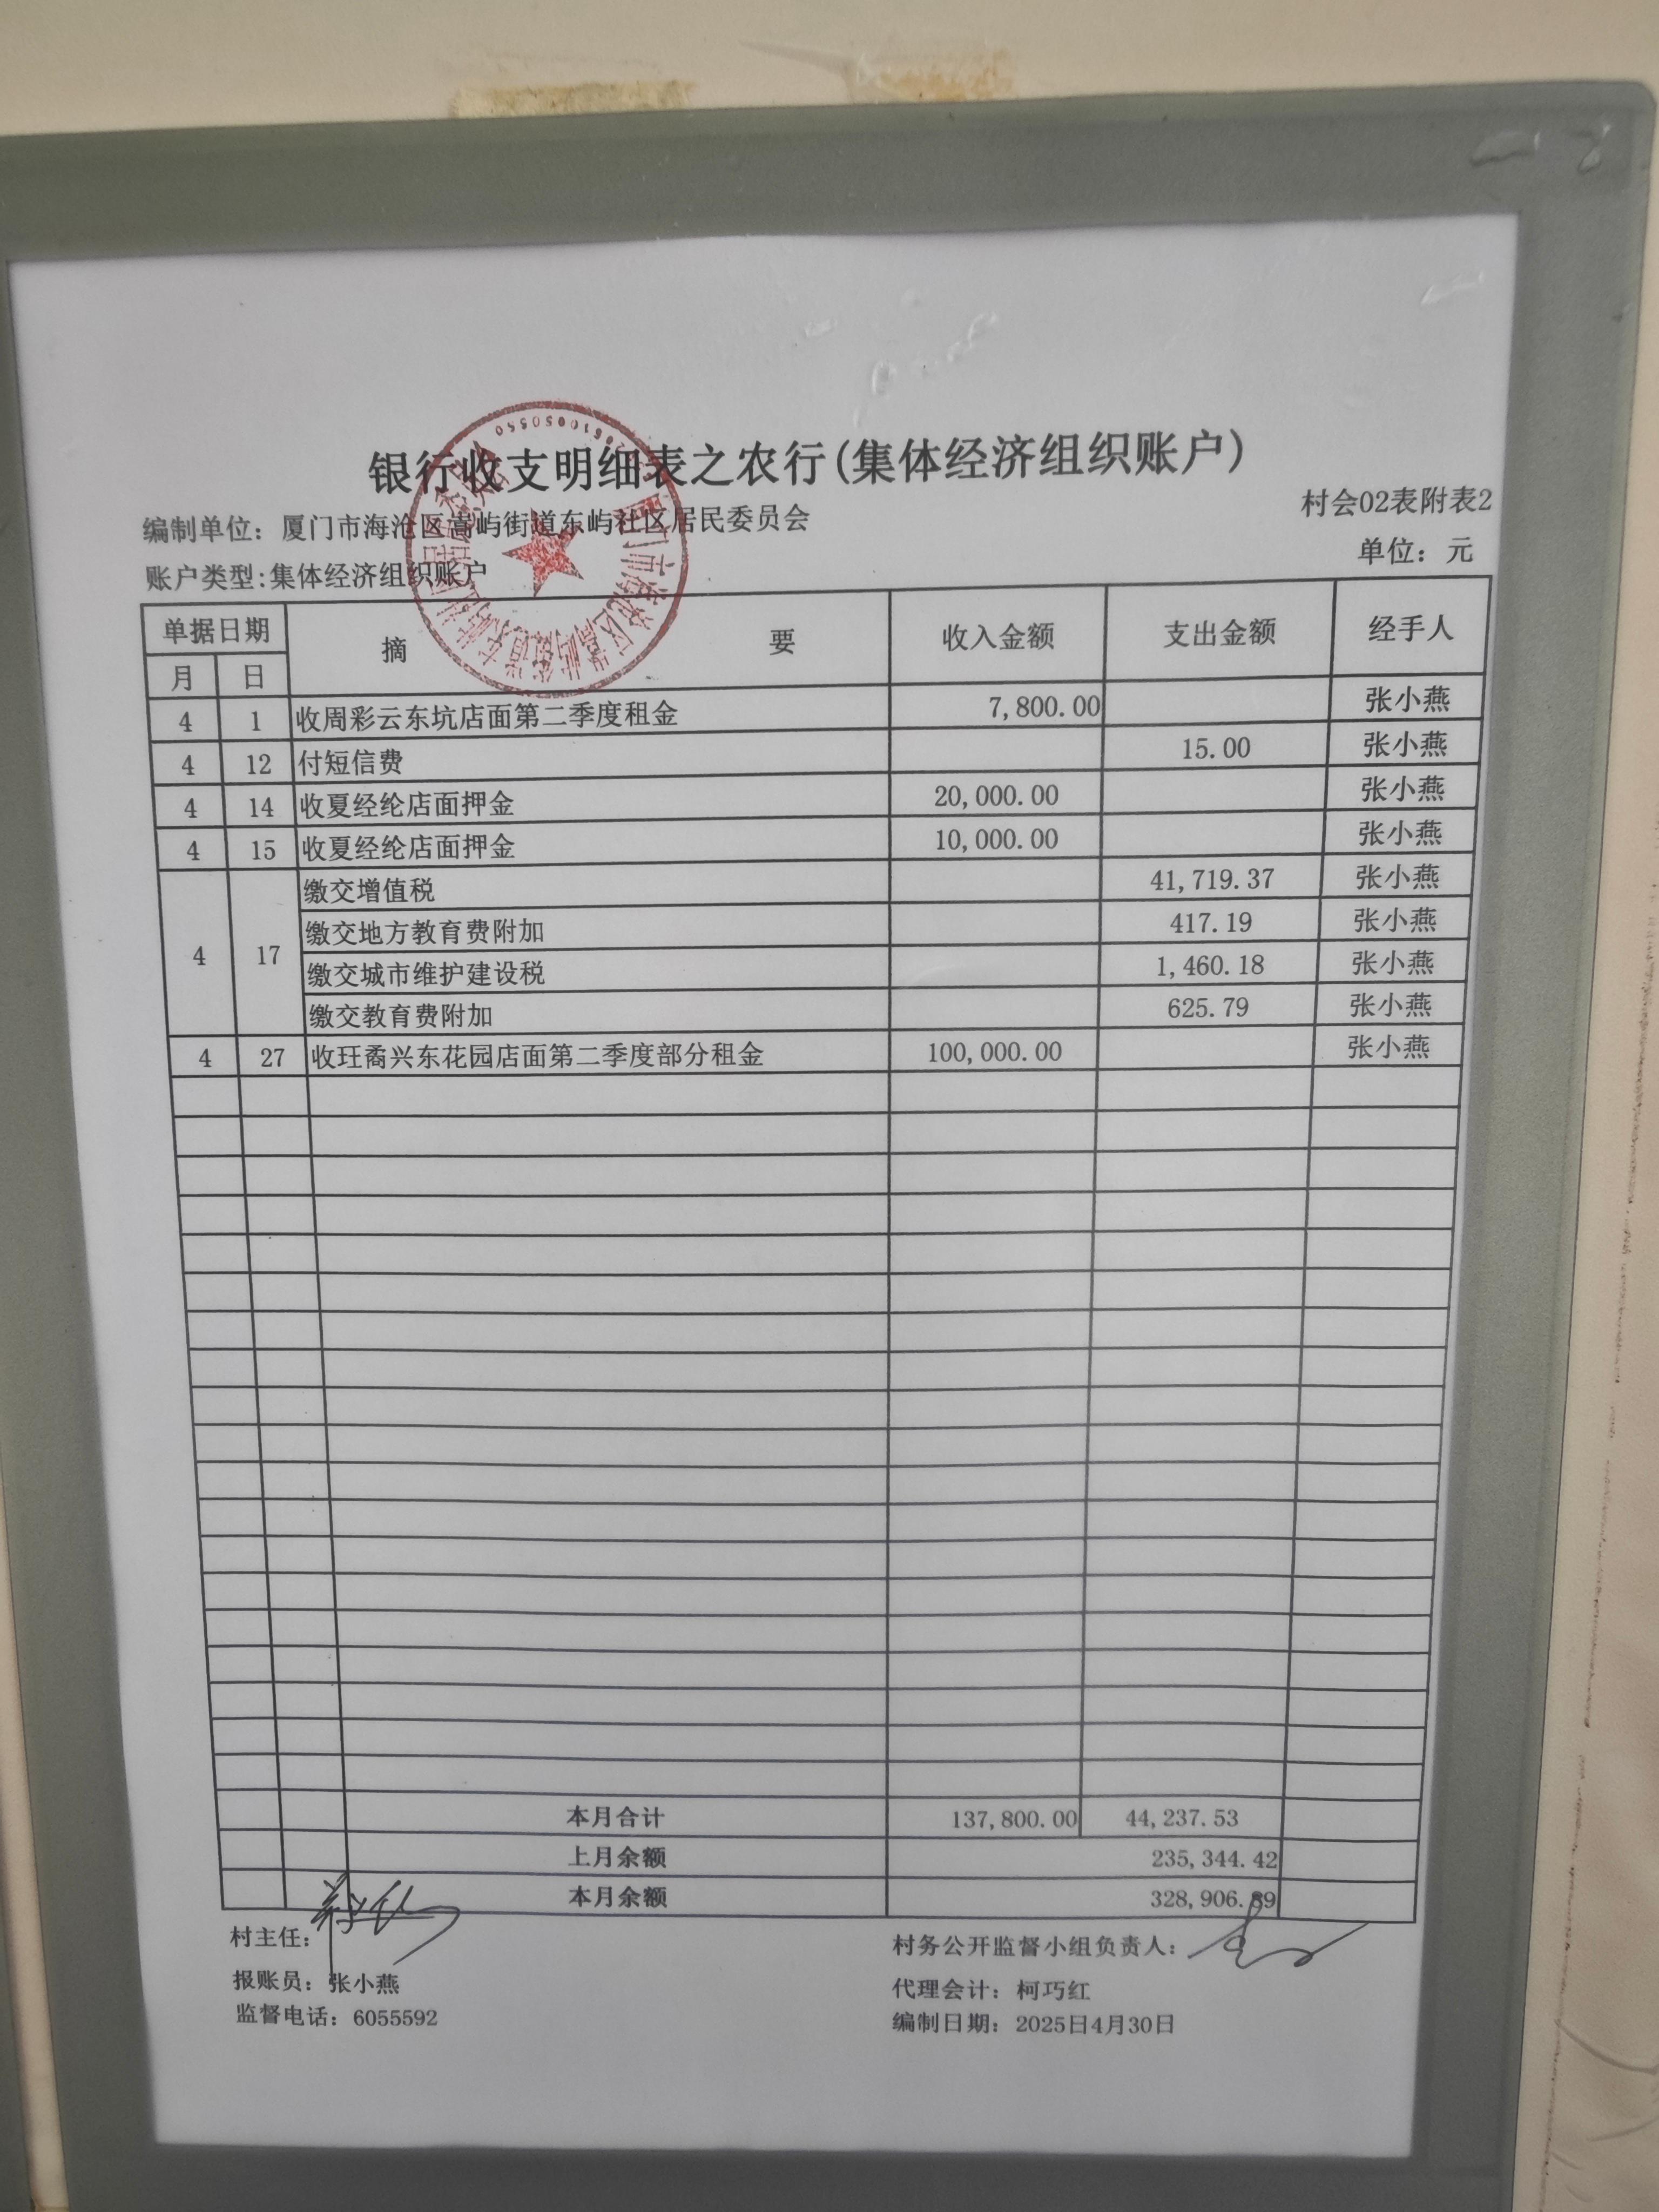 银行收支明细表之农行(集体经济组织账户)
村会02表附表2
编制单位：厦门市海沧区嵩屿街道东屿社区居民委员会
单位：元
账户类型:集体经济组织账户
单据日期 摘 要 收入金额 支出金额 经手人
月 日
4 1 收周彩云东坑店面第二季度租金 7,800.00 张小燕
4 12 付短信费 15.00 张小燕
4 14 收夏经纶店面押金 20,000.00 张小燕
4 15 收夏经纶店面押金 10,000.00 张小燕
4 17 缴交增值税 41,719.37 张小燕
缴交地方教育费附加 417.19 张小燕
缴交城市维护建设税 1,460.18 张小燕
缴交教育费附加 625.79 张小燕
4 27 收玨矞兴东花园店面第二季度部分租金 100,000.00 张小燕
本月合计 137,800.00 44,237.53
上月余额 235,344.42
本月余额 328,906.89
村主任：
村务公开监督小组负责人：
报账员：张小燕
代理会计：柯巧红
监督电话：6055592
编制日期：2025日4月30日